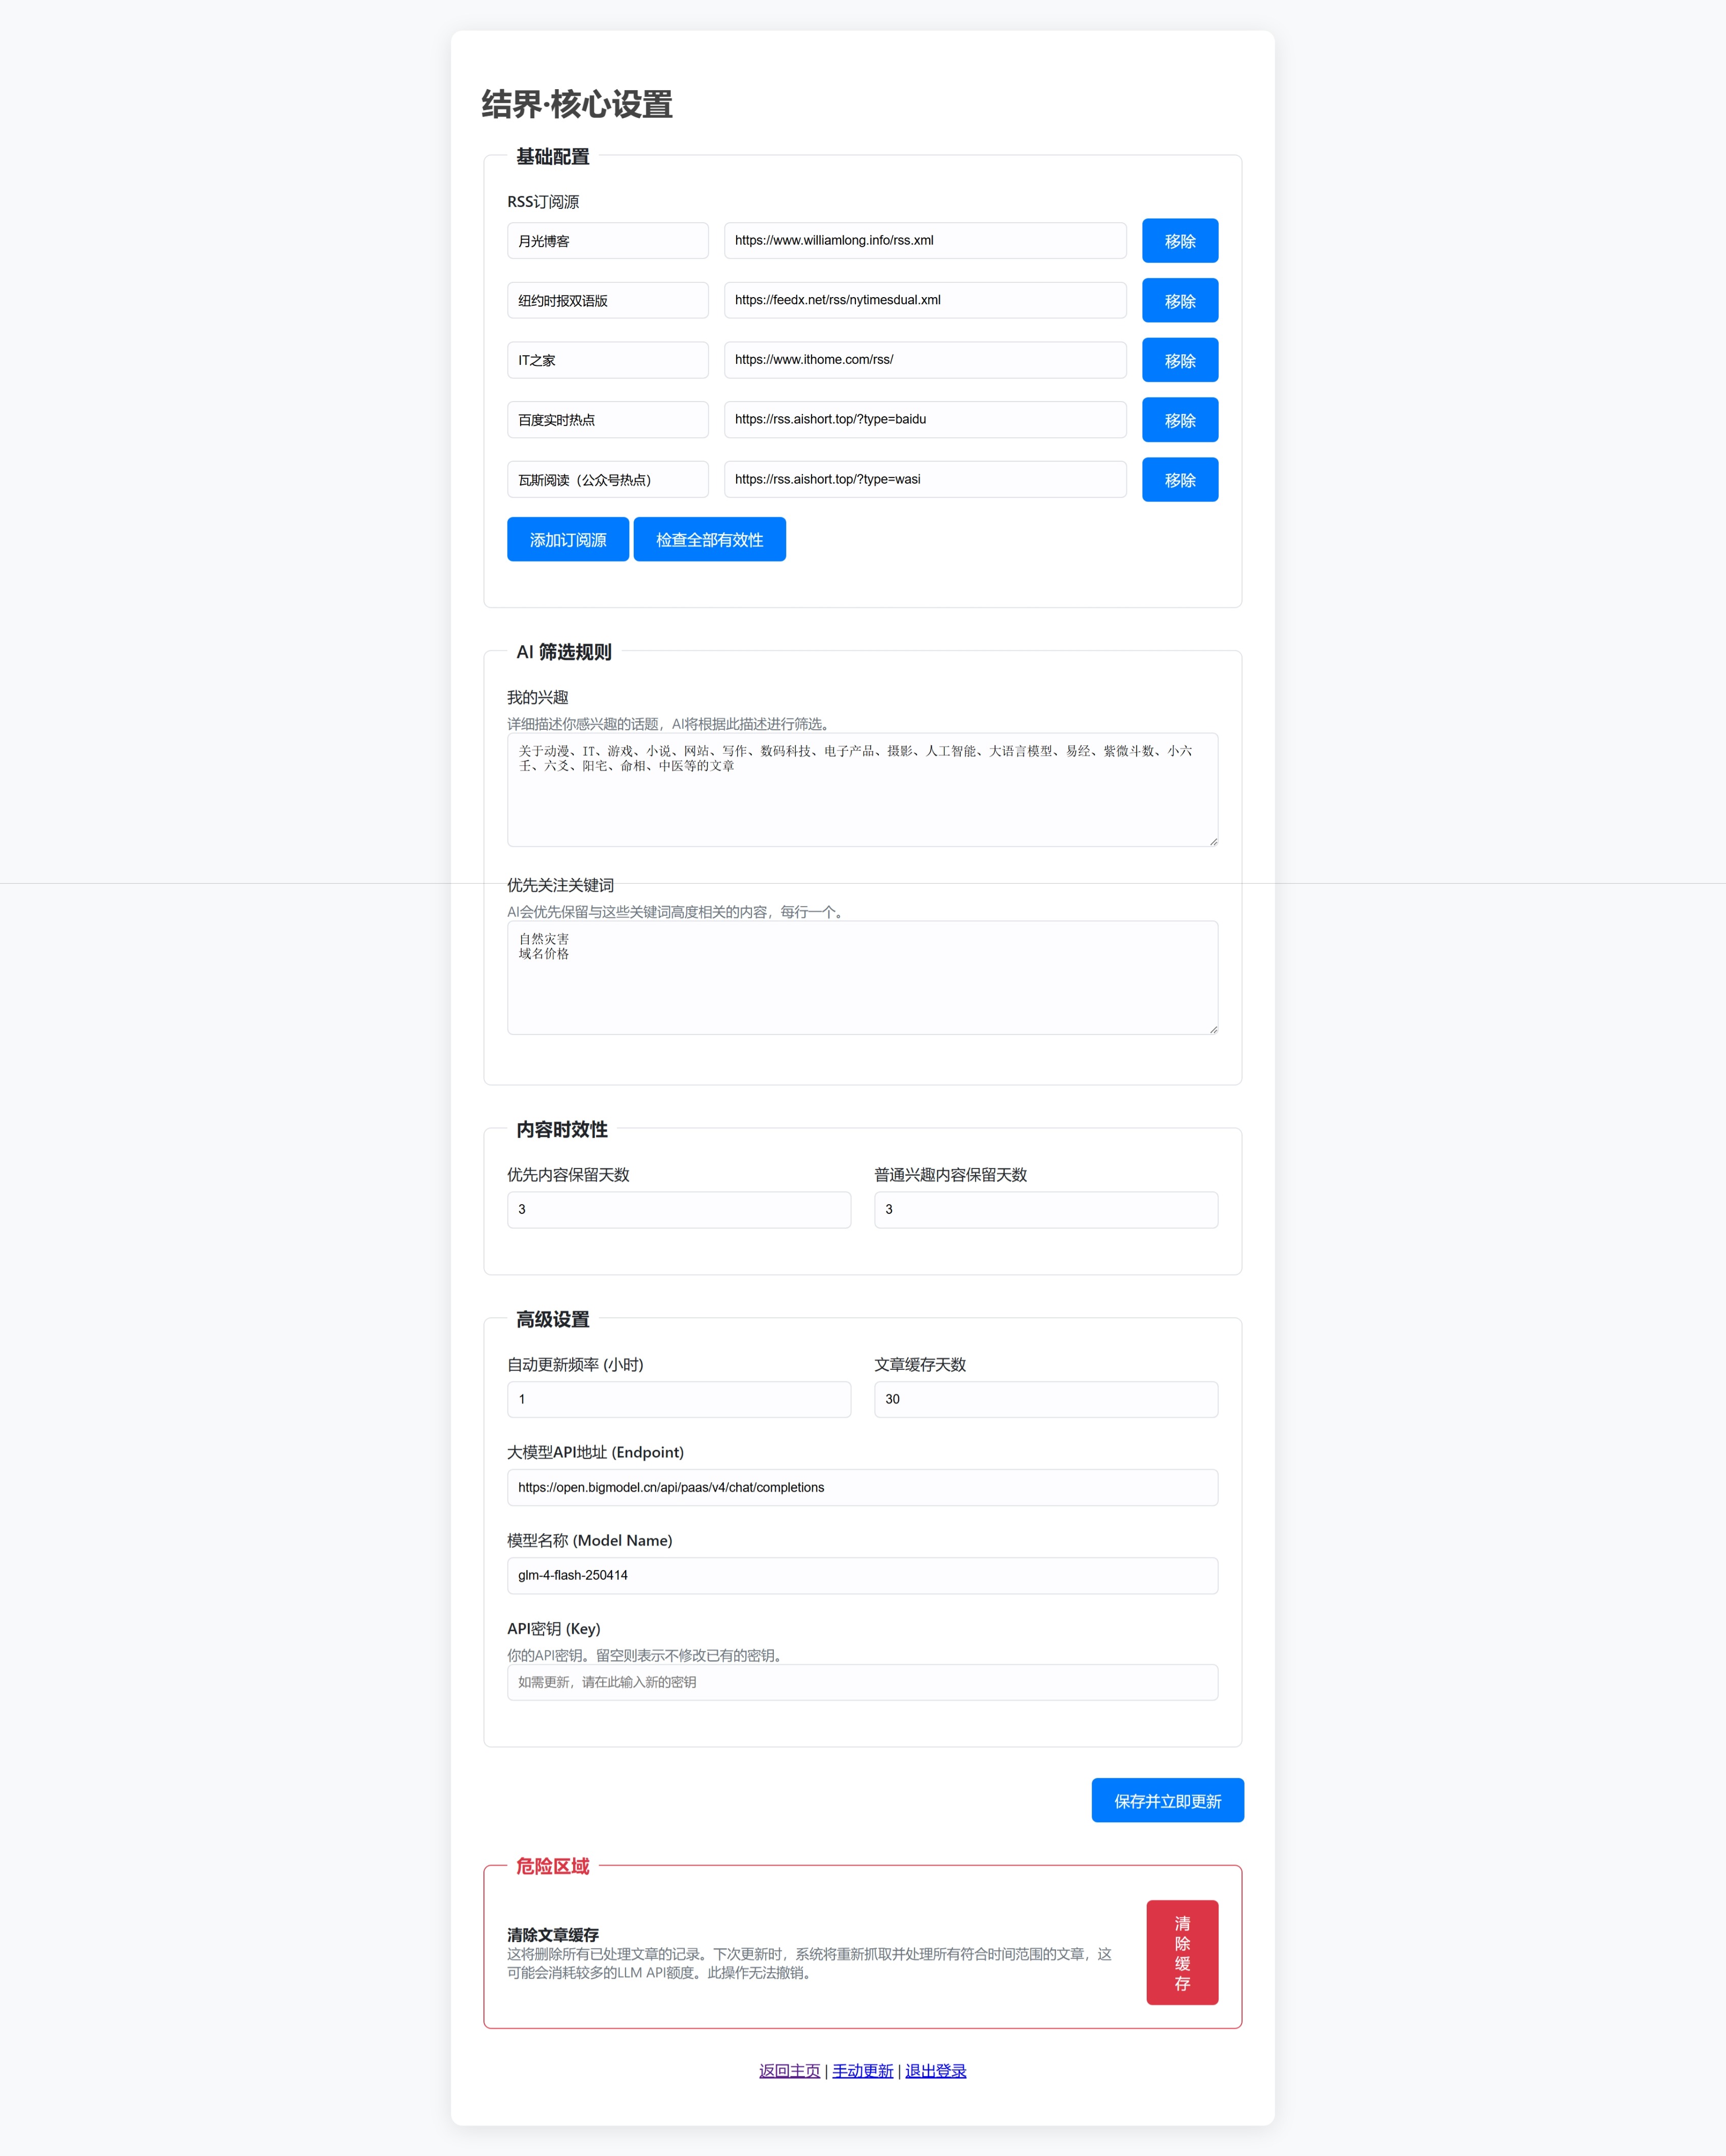 结界·核心设置
基础配置
RSS订阅源
月光博客 https://www.williamlong.info/rss.xml 移除
纽约时报双语版 https://feedx.net/rss/nytimesdual.xml 移除
IT之家 https://www.ithome.com/rss/ 移除
百度实时热点 https://rss.aishort.top/?type=baidu 移除
瓦斯阅读（公众号热点） https://rss.aishort.top/?type=wasi 移除
添加订阅源 检查全部有效性
AI 筛选规则
我的兴趣
详细描述你感兴趣的话题，AI将根据此描述进行筛选。
关于动漫、IT、游戏、小说、网站、写作、数码科技、电子产品、摄影、人工智能、大语言模型、易经、紫微斗数、小六
壬、六爻、阳宅、命相、中医等的文章
优先关注关键词
AI会优先保留与这些关键词高度相关的内容，每行一个。
自然灾害
域名价格
内容时效性
优先内容保留天数 普通兴趣内容保留天数
3 3
高级设置
自动更新频率 (小时) 文章缓存天数
1 30
大模型API地址 (Endpoint)
https://open.bigmodel.cn/api/paas/v4/chat/completions
模型名称 (Model Name)
glm-4-flash-250414
API密钥 (Key)
你的API密钥。留空则表示不修改已有的密钥。
如需更新，请在此输入新的密钥
保存并立即更新
危险区域
清除文章缓存
这将删除所有已处理文章的记录。下次更新时，系统将重新抓取并处理所有符合时间范围的文章，这
可能会消耗较多的LLM API额度。此操作无法撤销。
清
除
缓
存
返回主页 | 手动更新 | 退出登录